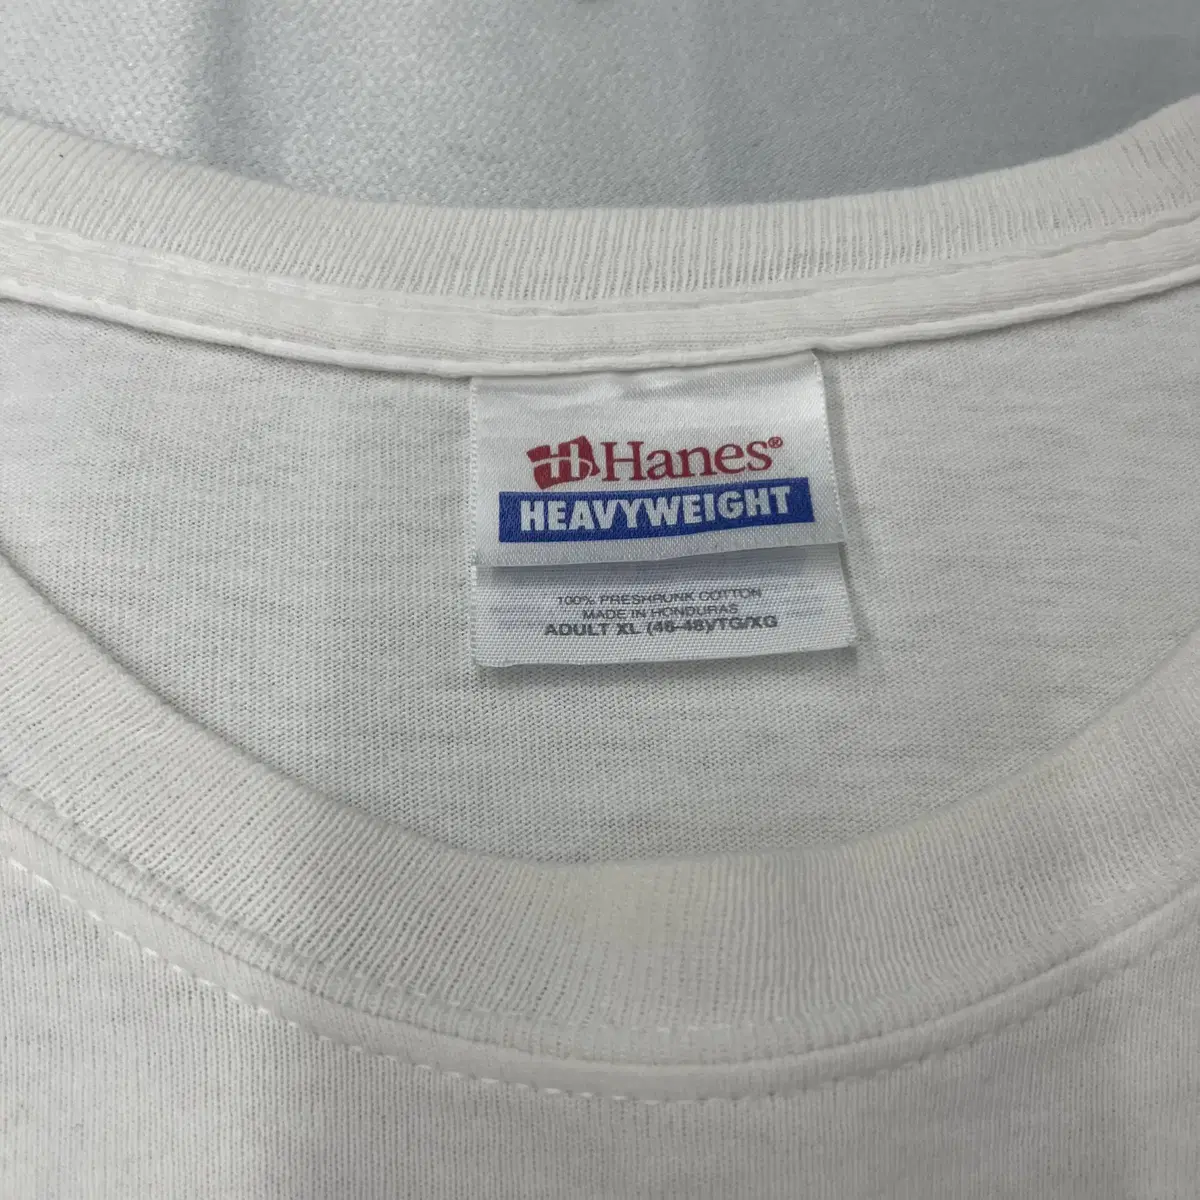 Hanes®
HEAVYWEIGHT
100% PRESHRUNK COTTON
MADE IN HONDURAS
ADULT XL (46-48)/TG/XG